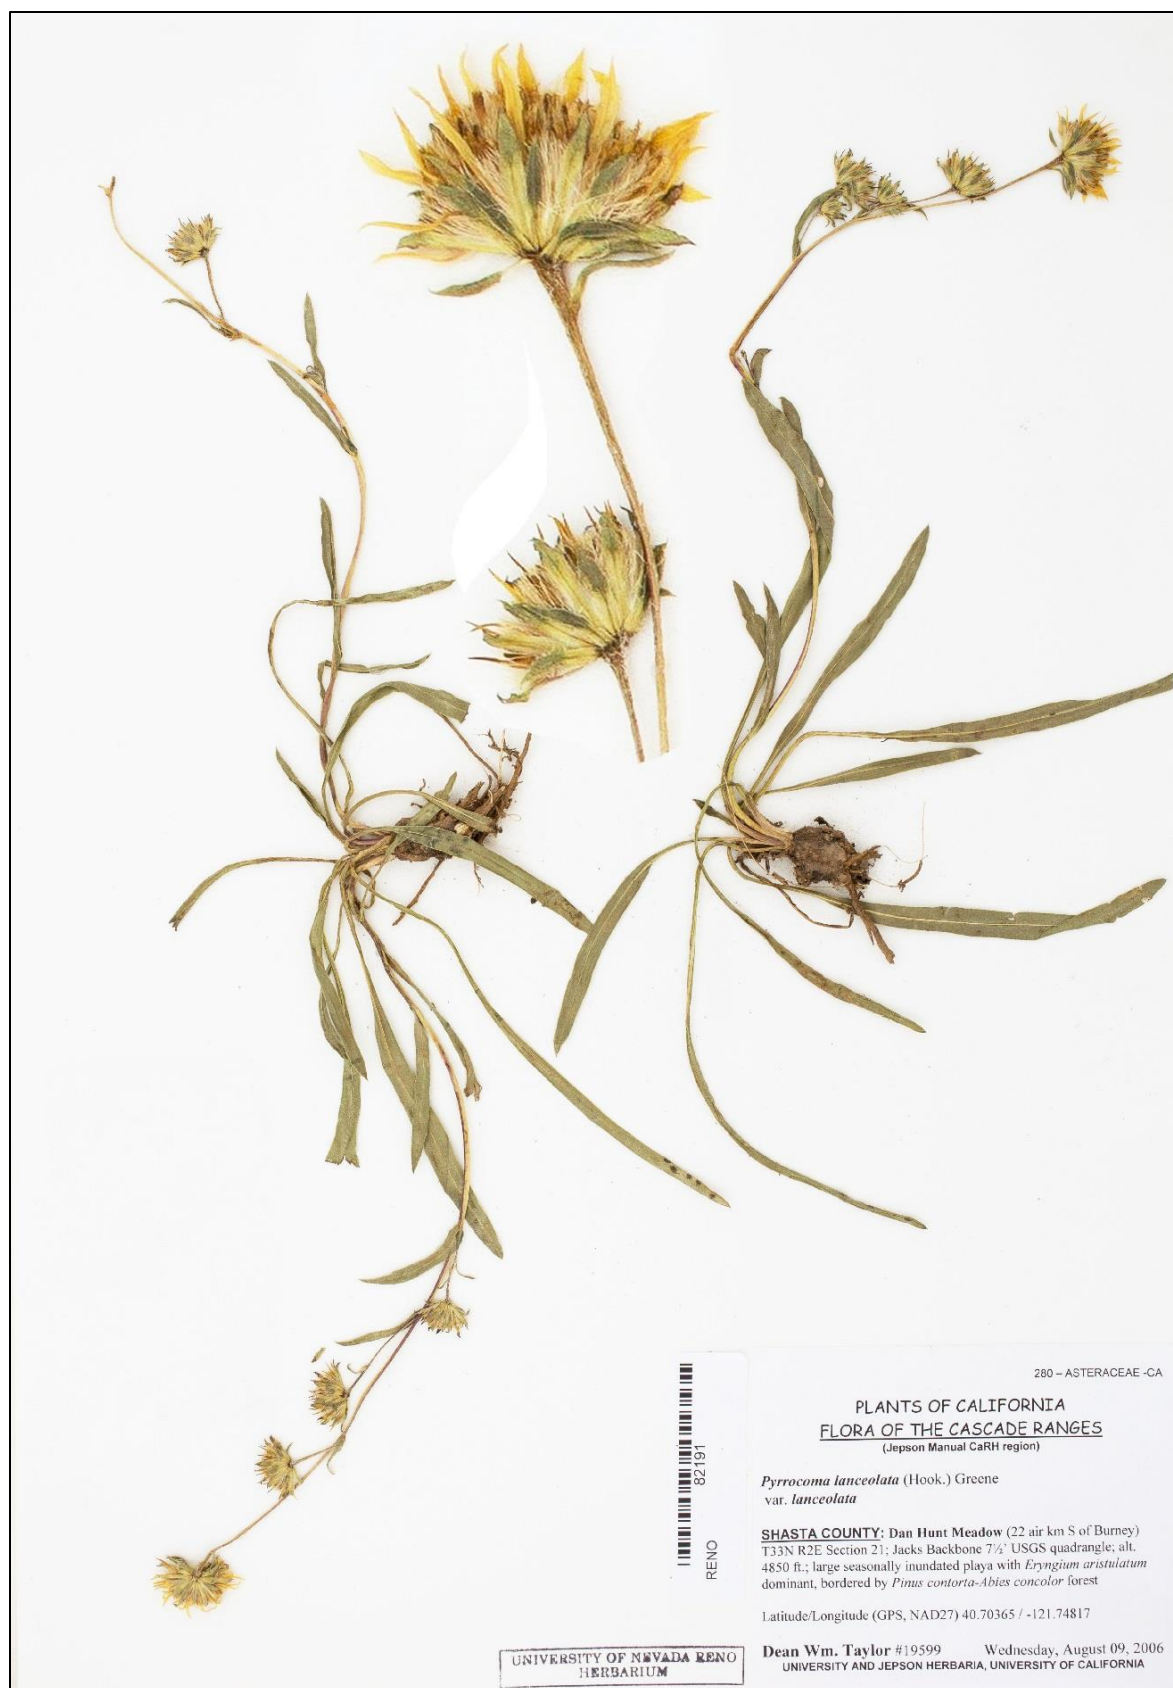 280 – ASTERACEAE -CA
PLANTS OF CALIFORNIA
FLORA OF THE CASCADE RANGES
(Jepson Manual CaRH region)
Pyrrocoma lanceolata (Hook.) Greene
var. lanceolata
SHASTA COUNTY: Dan Hunt Meadow (22 air km S of Burney)
T33N R2E Section 21; Jacks Backbone 7½' USGS quadrangle; alt.
4850 ft.; large seasonally inundated playa with Eryngium aristulatum
dominant, bordered by Pinus contorta-Abies concolor forest
Latitude/Longitude (GPS, NAD27) 40.70365 / -121.74817
Dean Wm. Taylor #19599 Wednesday, August 09, 2006
UNIVERSITY AND JEPSON HERBARIA, UNIVERSITY OF CALIFORNIA
RENO 82191
UNIVERSITY OF NEVADA RENO
HERBARIUM